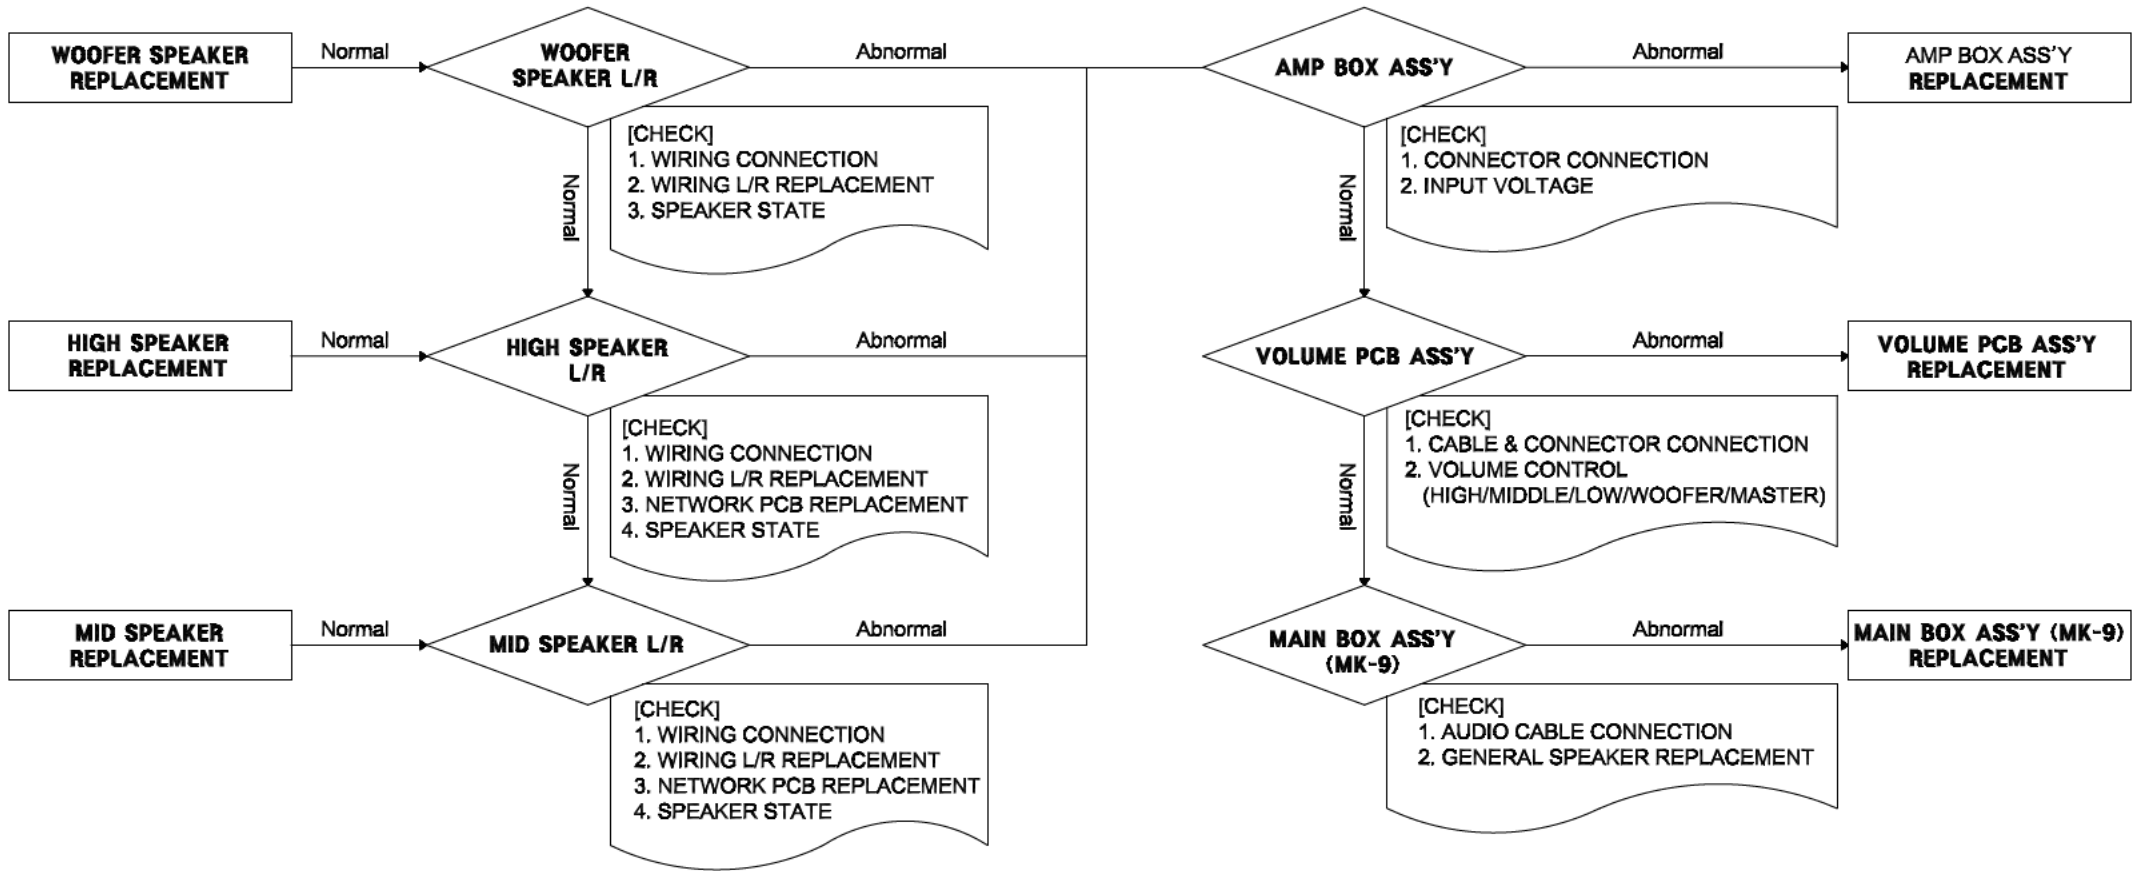 WOOFER SPEAKER
REPLACEMENT
Normal
WOOFER
SPEAKER L/R
Abnormal
AMP BOX ASS'Y
Abnormal
AMP BOX ASS'Y
REPLACEMENT
[CHECK]
1. WIRING CONNECTION
2. WIRING L/R REPLACEMENT
3. SPEAKER STATE
Normal
[CHECK]
1. CONNECTOR CONNECTION
2. INPUT VOLTAGE
Normal
HIGH SPEAKER
REPLACEMENT
Normal
HIGH SPEAKER
L/R
Abnormal
VOLUME PCB ASS'Y
Abnormal
VOLUME PCB ASS'Y
REPLACEMENT
[CHECK]
1. WIRING CONNECTION
2. WIRING L/R REPLACEMENT
3. NETWORK PCB REPLACEMENT
4. SPEAKER STATE
Normal
[CHECK]
1. CABLE & CONNECTOR CONNECTION
2. VOLUME CONTROL
(HIGH/MIDDLE/LOW/WOOFER/MASTER)
Normal
MID SPEAKER
REPLACEMENT
Normal
MID SPEAKER L/R
Abnormal
MAIN BOX ASS'Y
(MK-9)
Abnormal
MAIN BOX ASS'Y (MK-9)
REPLACEMENT
[CHECK]
1. WIRING CONNECTION
2. WIRING L/R REPLACEMENT
3. NETWORK PCB REPLACEMENT
4. SPEAKER STATE
[CHECK]
1. AUDIO CABLE CONNECTION
2. GENERAL SPEAKER REPLACEMENT